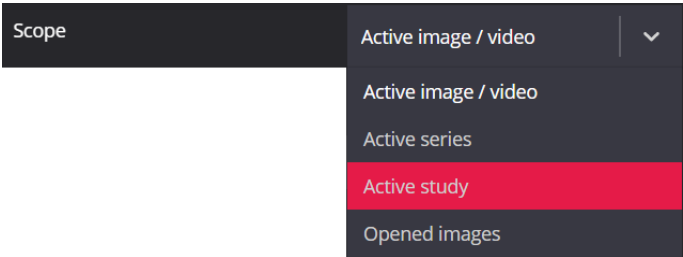 Scope
Active image / video
Active image / video
Active series
Active study
Opened images